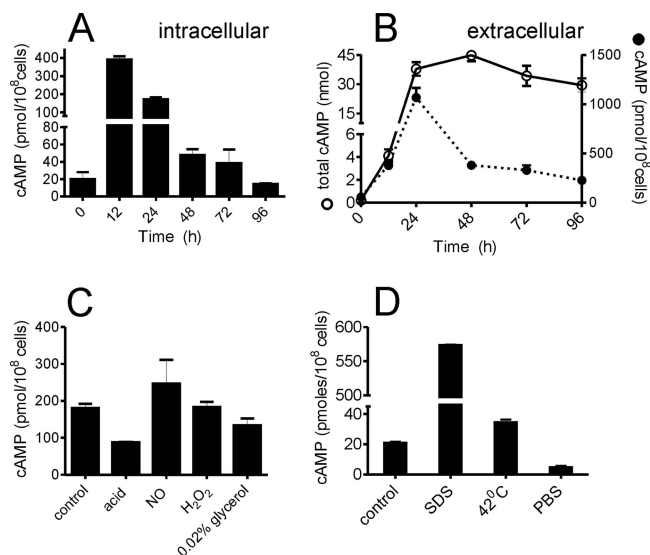 A intracellular
cAMP (pmol/10⁸cells)
400
300
200
100
80
60
40
20
0
0 12 24 48 72 96
Time (h)
B extracellular
total cAMP (nmol)
45
30
15
6
4
2
0
cAMP (pmol/10⁸cells)
1500
1000
500
0
0 24 48 72 96
Time (h)
C
cAMP (pmol/10⁸ cells)
400
300
200
100
0
control acid NO H₂O₂ 0.02% glycerol
D
cAMP (pmoles/10⁸ cells)
600
575
550
500
40
20
0
control SDS 42⁰C PBS